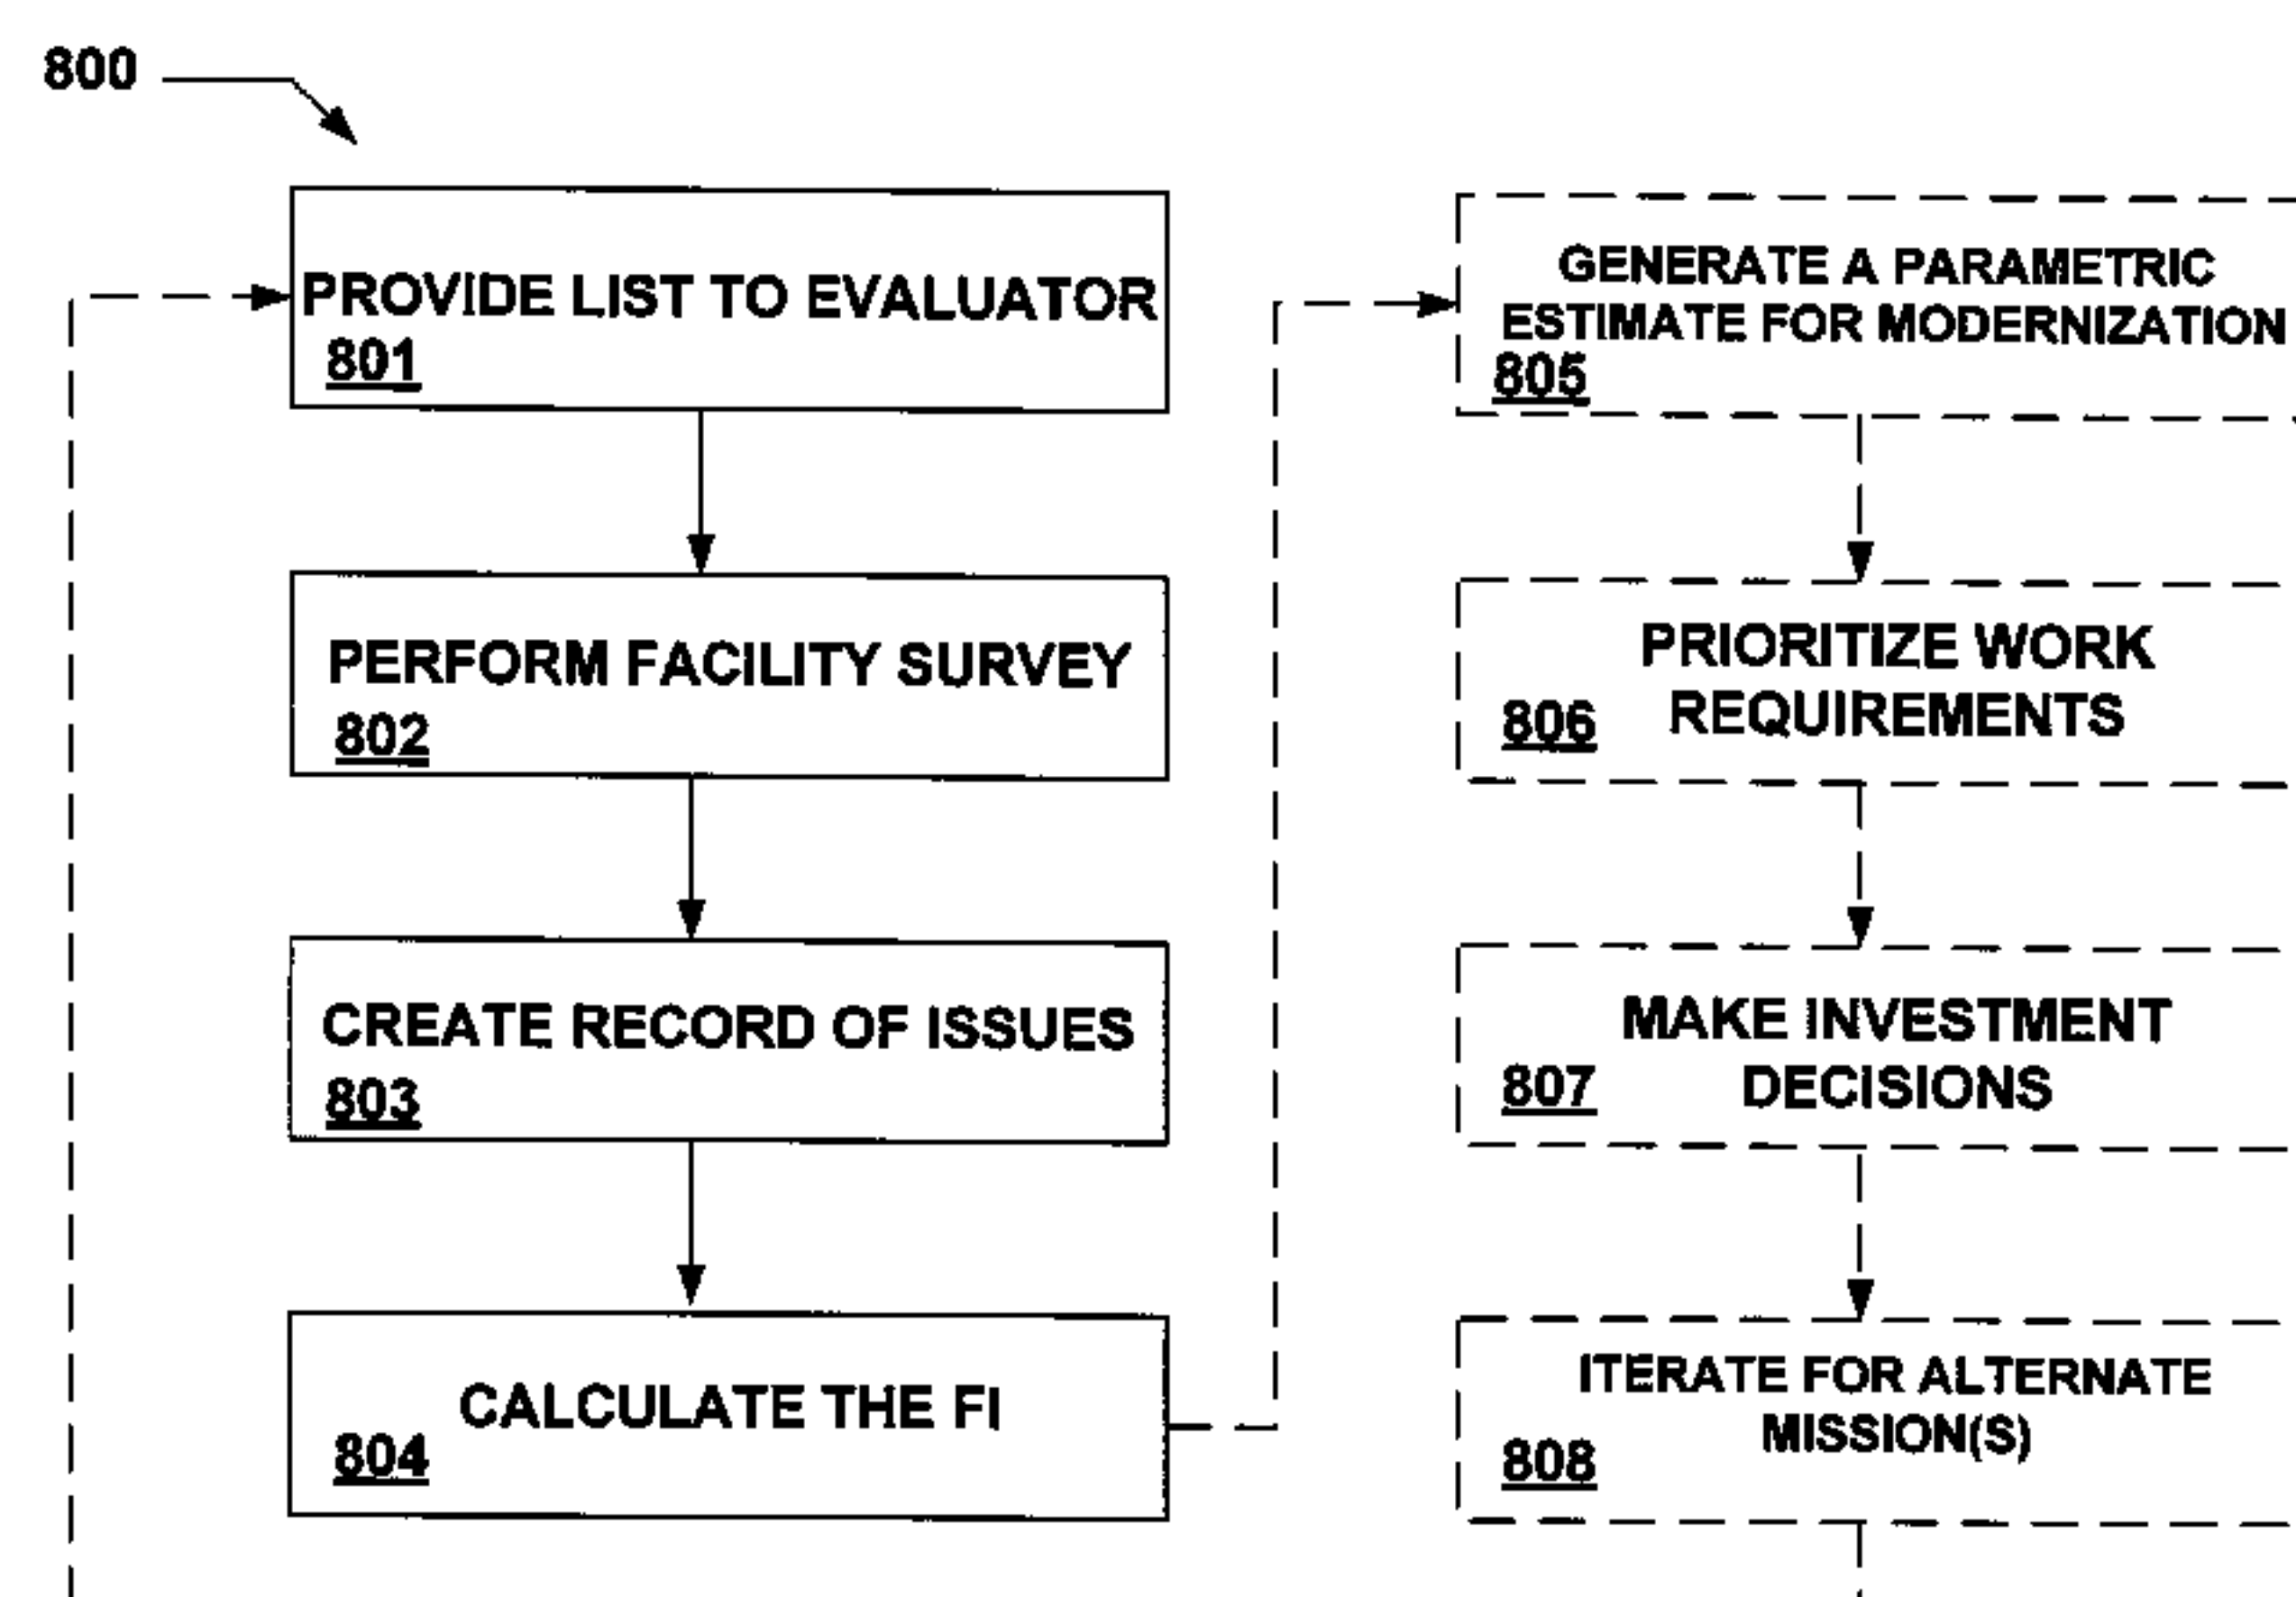 800
PROVIDE LIST TO EVALUATOR
801
PERFORM FACILITY SURVEY
802
CREATE RECORD OF ISSUES
803
CALCULATE THE FI
804
GENERATE A PARAMETRIC
ESTIMATE FOR MODERNIZATION
805
PRIORITIZE WORK
REQUIREMENTS
806
MAKE INVESTMENT
DECISIONS
807
ITERATE FOR ALTERNATE
MISSION(S)
808